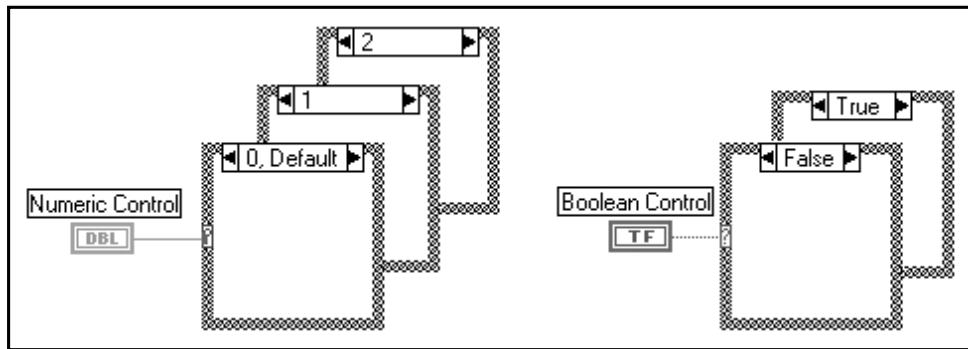 2
1
0, Default
Numeric Control
DBL
?
True
False
Boolean Control
TF
?